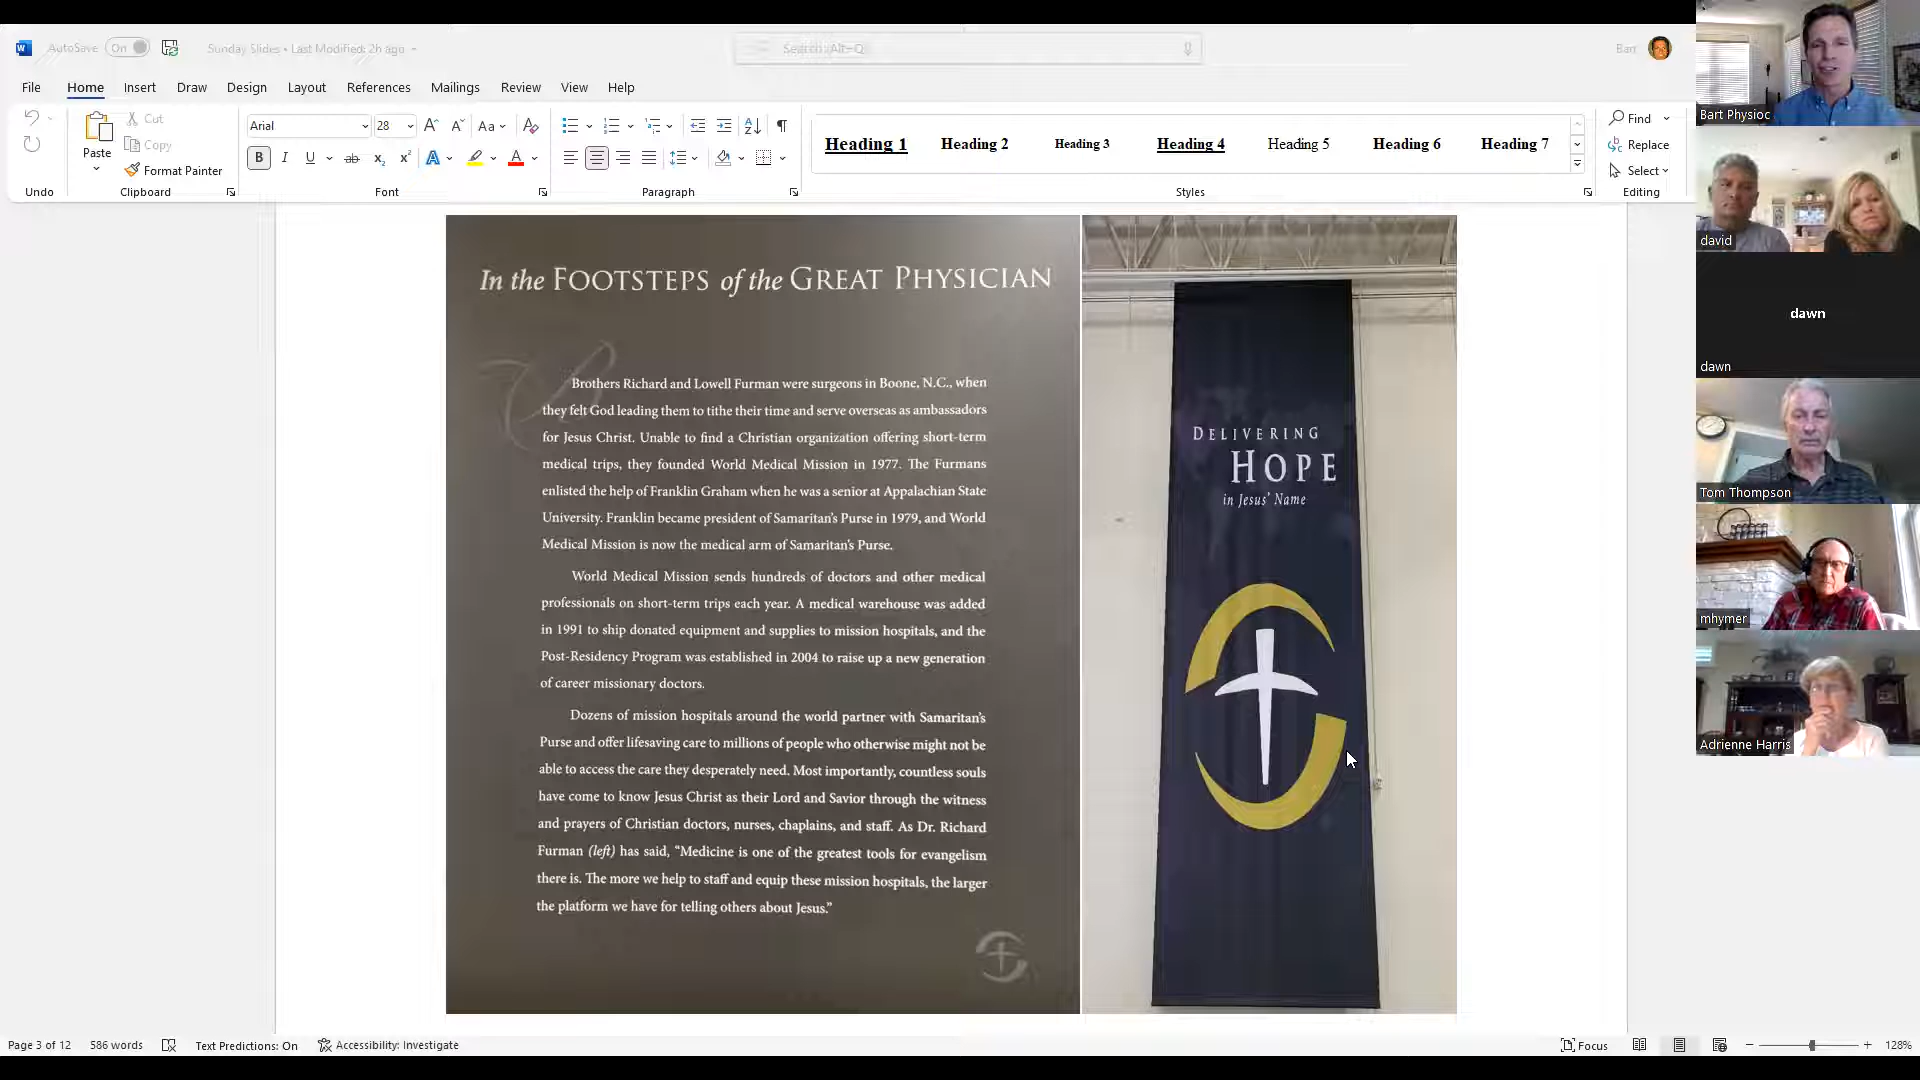 AutoSave On Sunday Slides • Last Modified: 2h ago Search (Alt+Q) Bart
File Home Insert Draw Design Layout References Mailings Review View Help
Paste
Cut
Copy
Format Painter
Arial 28
Aa
B I U ab x₂ x² A A
Heading 1 Heading 2 Heading 3 Heading 4 Heading 5 Heading 6 Heading 7
Find
Replace
Select
Undo Clipboard Font Paragraph Styles Editing
In the FOOTSTEPS of the GREAT PHYSICIAN
Brothers Richard and Lowell Furman were surgeons in Boone, N.C., when
they felt God leading them to tithe their time and serve overseas as ambassadors
for Jesus Christ. Unable to find a Christian organization offering short-term
medical trips, they founded World Medical Mission in 1977. The Furmans
enlisted the help of Franklin Graham when he was a senior at Appalachian State
University. Franklin became president of Samaritan's Purse in 1979, and World
Medical Mission is now the medical arm of Samaritan's Purse.
World Medical Mission sends hundreds of doctors and other medical
professionals on short-term trips each year. A medical warehouse was added
in 1991 to ship donated equipment and supplies to mission hospitals, and the
Post-Residency Program was established in 2004 to raise up a new generation
of career missionary doctors.
Dozens of mission hospitals around the world partner with Samaritan's
Purse and offer lifesaving care to millions of people who otherwise might not be
able to access the care they desperately need. Most importantly, countless souls
have come to know Jesus Christ as their Lord and Savior through the witness
and prayers of Christian doctors, nurses, chaplains, and staff. As Dr. Richard
Furman (left) has said, “Medicine is one of the greatest tools for evangelism
there is. The more we help to staff and equip these mission hospitals, the larger
the platform we have for telling others about Jesus.”
DELIVERING
HOPE
in Jesus' Name
Bart Physioc
david
dawn
dawn
Tom Thompson
mhymer
Adrienne Harris
Page 3 of 12 586 words Text Predictions: On Accessibility: Investigate Focus 128%